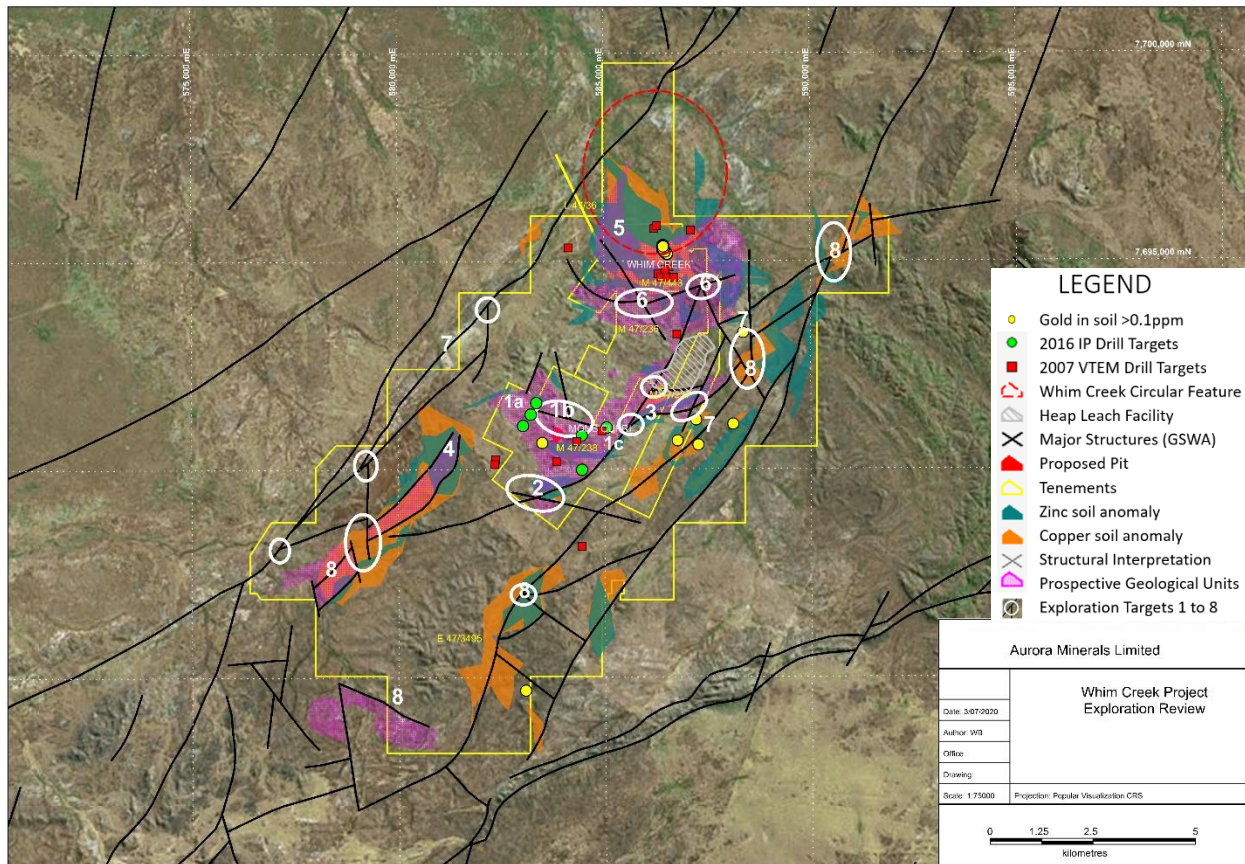 575,000 mE
580,000 mE
585,000 mE
590,000 mE
595,000 mE
7,700,000 mN
L 47/36
5
7,695,000 mN
8
WHIM CREEK
M 47/443
6
6
7
M 47/236
7
8
1a
1b
3
MONS CUPRI
1c
7
M 47/238
4
2
8
8
E 47/3495
8
LEGEND
Gold in soil >0.1ppm
2016 IP Drill Targets
2007 VTEM Drill Targets
Whim Creek Circular Feature
Heap Leach Facility
Major Structures (GSWA)
Proposed Pit
Tenements
Zinc soil anomaly
Copper soil anomaly
Structural Interpretation
Prospective Geological Units
Exploration Targets 1 to 8
Aurora Minerals Limited
Whim Creek Project
Exploration Review
Date: 3/07/2020
Author: WB
Office:
Drawing:
Scale: 1:75000
Projection: Popular Visualization CRS
0 1.25 2.5 5
kilometres